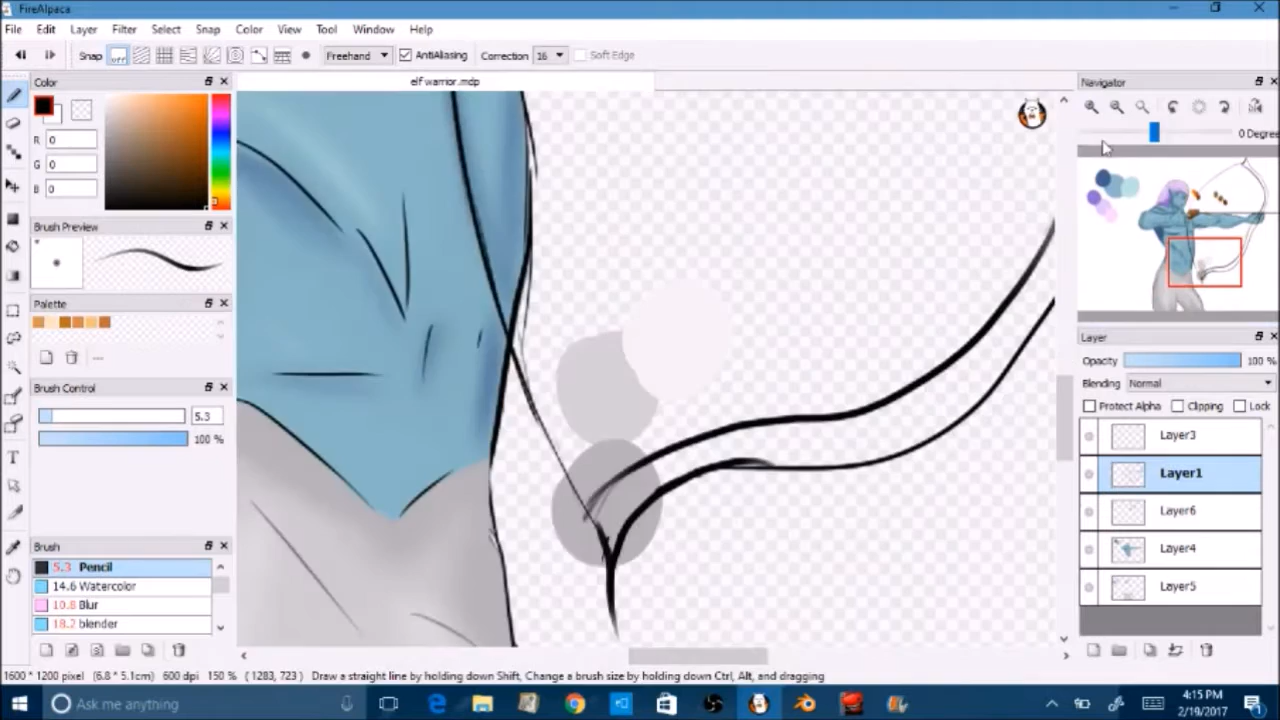 FireAlpaca
File Edit Layer Filter Select Snap Color View Tool Window Help
Snap off Freehand AntiAliasing Correction 16 Soft Edge
Color
elf warrior.mdp
Navigator
R 0
G 0
B 0
0 Degree
Brush Preview
Palette
Brush Control
5.3
100 %
Layer
Opacity 100 %
Blending Normal
Protect Alpha Clipping Lock
Layer3
Layer1
Layer6
Layer4
Layer5
Brush
5.3 Pencil
14.6 Watercolor
10.8 Blur
18.2 blender
T
1600 * 1200 pixel (6.8 * 5.1cm) 600 dpi 150 % ( 1283, 723 ) Draw a straight line by holding down Shift, Change a brush size by holding down Ctrl, Alt, and dragging
Ask me anything
4:15 PM
2/19/2017
1